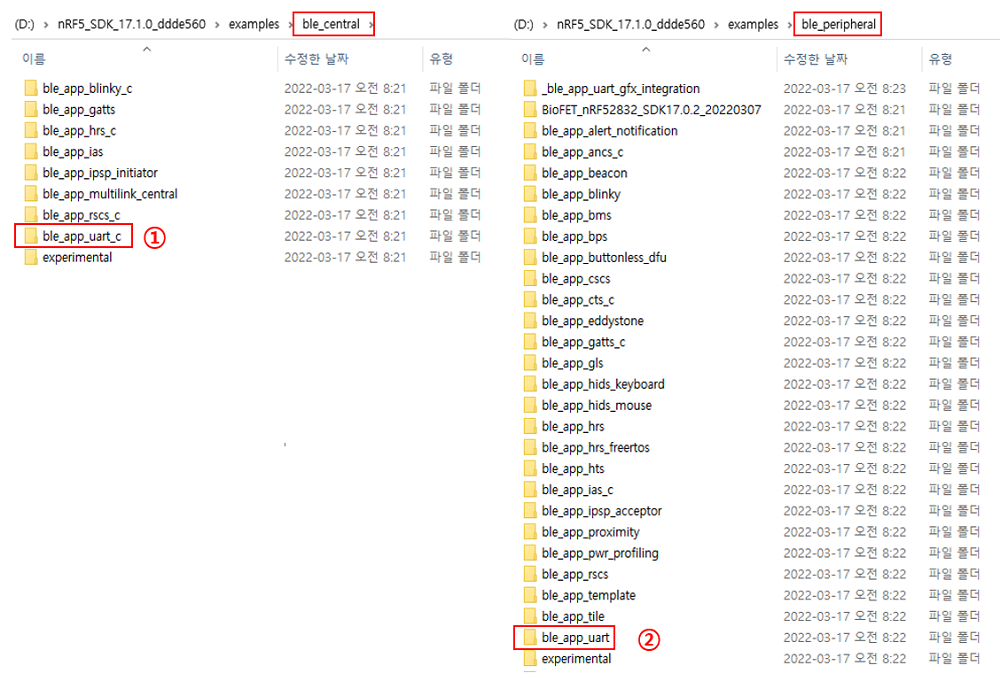 (D:) › nRF5_SDK_17.1.0_ddde560 › examples › ble_central ›
이름 수정한 날짜 유형
ble_app_blinky_c 2022-03-17 오전 8:21 파일 폴더
ble_app_gatts 2022-03-17 오전 8:21 파일 폴더
ble_app_hrs_c 2022-03-17 오전 8:21 파일 폴더
ble_app_ias 2022-03-17 오전 8:21 파일 폴더
ble_app_ipsp_initiator 2022-03-17 오전 8:21 파일 폴더
ble_app_multilink_central 2022-03-17 오전 8:21 파일 폴더
ble_app_rscs_c 2022-03-17 오전 8:21 파일 폴더
ble_app_uart_c ① 2022-03-17 오전 8:21 파일 폴더
experimental 2022-03-17 오전 8:21 파일 폴더
(D:) › nRF5_SDK_17.1.0_ddde560 › examples › ble_peripheral
이름 수정한 날짜 유형
_ble_app_uart_gfx_integration 2022-03-17 오전 8:23 파일 폴더
BioFET_nRF52832_SDK17.0.2_20220307 2022-03-17 오전 8:21 파일 폴더
ble_app_alert_notification 2022-03-17 오전 8:21 파일 폴더
ble_app_ancs_c 2022-03-17 오전 8:21 파일 폴더
ble_app_beacon 2022-03-17 오전 8:22 파일 폴더
ble_app_blinky 2022-03-17 오전 8:22 파일 폴더
ble_app_bms 2022-03-17 오전 8:22 파일 폴더
ble_app_bps 2022-03-17 오전 8:22 파일 폴더
ble_app_buttonless_dfu 2022-03-17 오전 8:22 파일 폴더
ble_app_cscs 2022-03-17 오전 8:22 파일 폴더
ble_app_cts_c 2022-03-17 오전 8:22 파일 폴더
ble_app_eddystone 2022-03-17 오전 8:22 파일 폴더
ble_app_gatts_c 2022-03-17 오전 8:22 파일 폴더
ble_app_gls 2022-03-17 오전 8:22 파일 폴더
ble_app_hids_keyboard 2022-03-17 오전 8:22 파일 폴더
ble_app_hids_mouse 2022-03-17 오전 8:22 파일 폴더
ble_app_hrs 2022-03-17 오전 8:22 파일 폴더
ble_app_hrs_freertos 2022-03-17 오전 8:22 파일 폴더
ble_app_hts 2022-03-17 오전 8:22 파일 폴더
ble_app_ias_c 2022-03-17 오전 8:22 파일 폴더
ble_app_ipsp_acceptor 2022-03-17 오전 8:22 파일 폴더
ble_app_proximity 2022-03-17 오전 8:22 파일 폴더
ble_app_pwr_profiling 2022-03-17 오전 8:22 파일 폴더
ble_app_rscs 2022-03-17 오전 8:22 파일 폴더
ble_app_template 2022-03-17 오전 8:22 파일 폴더
ble_app_tile 2022-03-17 오전 8:22 파일 폴더
ble_app_uart ② 2022-03-17 오전 8:22 파일 폴더
experimental 2022-03-17 오전 8:22 파일 폴더